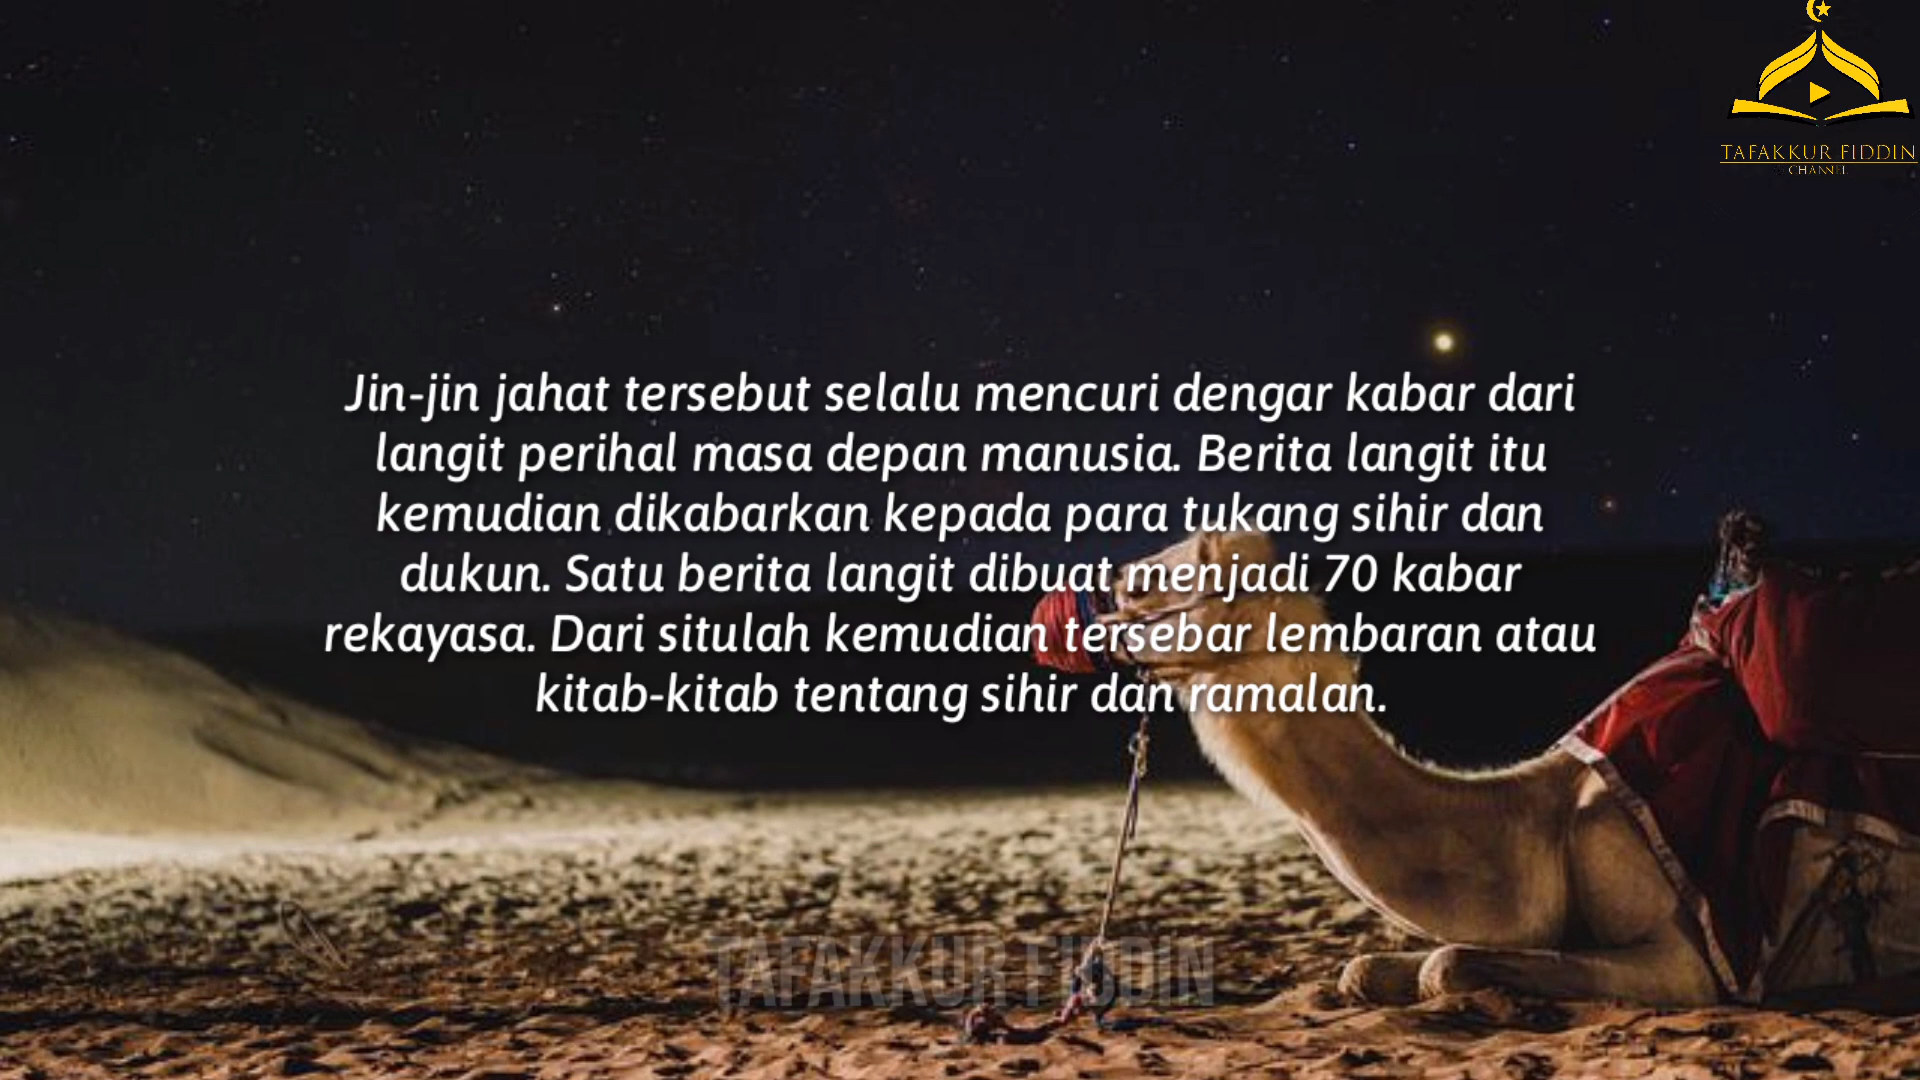 TAFAKKUR FIDDIN
CHANNEL
Jin-jin jahat tersebut selalu mencuri dengar kabar dari
langit perihal masa depan manusia. Berita langit itu
kemudian dikabarkan kepada para tukang sihir dan
dukun. Satu berita langit dibuat menjadi 70 kabar
rekayasa. Dari situlah kemudian tersebar lembaran atau
kitab-kitab tentang sihir dan ramalan.
TAFAKKUR FIDDIN